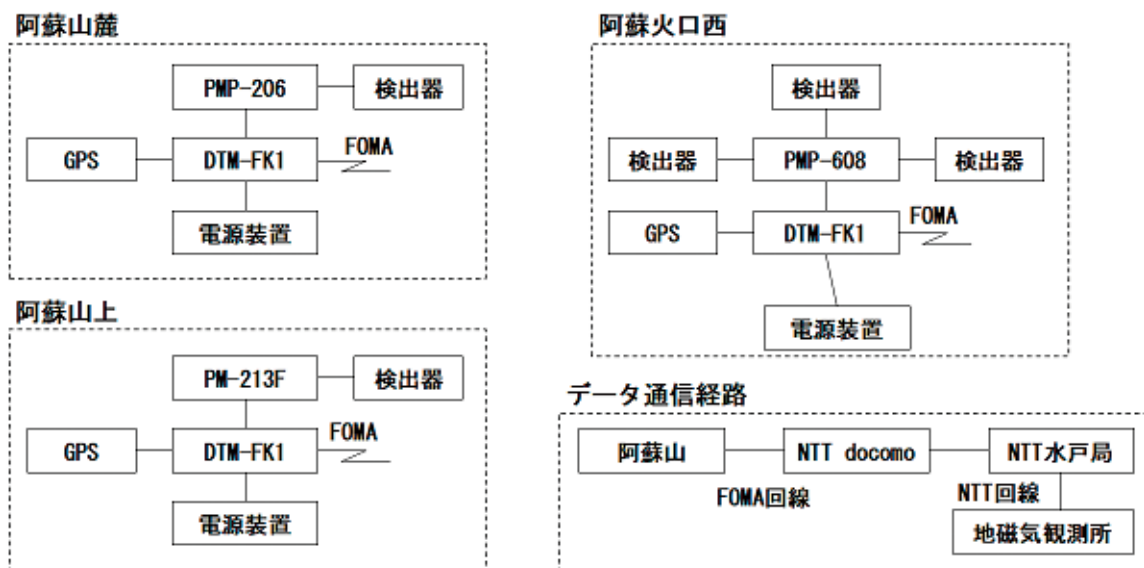 阿蘇山麓
PMP-206
検出器
GPS
DTM-FK1
FOMA
電源装置
阿蘇山上
PM-213F
検出器
GPS
DTM-FK1
FOMA
電源装置
阿蘇火口西
検出器
検出器
PMP-608
検出器
GPS
DTM-FK1
FOMA
電源装置
データ通信経路
阿蘇山
NTT docomo
NTT水戸局
FOMA回線
NTT回線
地磁気観測所